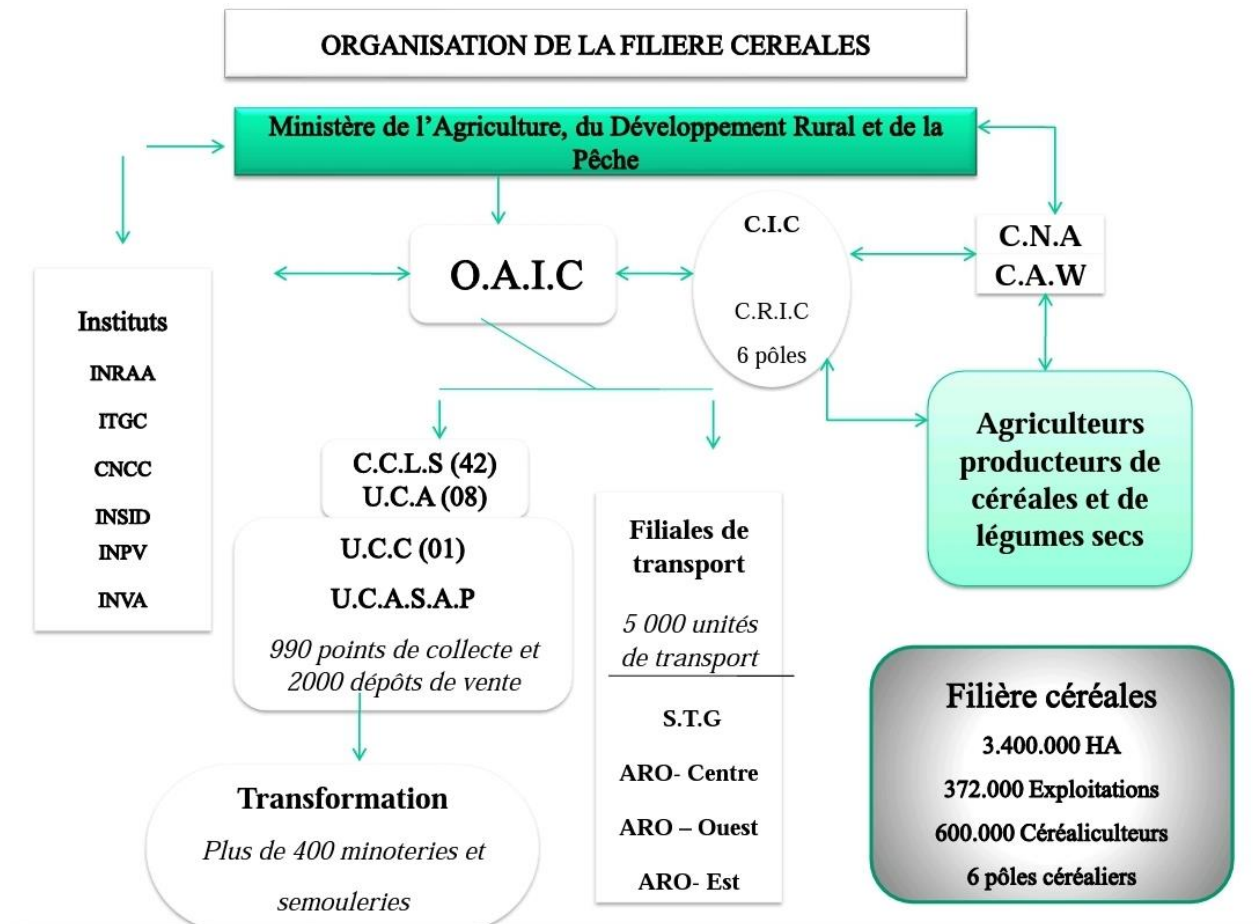 ORGANISATION DE LA FILIERE CEREALES
Ministère de l'Agriculture, du Développement Rural et de la
Pêche
O.A.I.C
C.I.C
C.R.I.C
6 pôles
C.N.A
C.A.W
Instituts
INRAA
ITGC
CNCC
INSID
INPV
INVA
C.C.L.S (42)
U.C.A (08)
U.C.C (01)
U.C.A.S.A.P
990 points de collecte et
2000 dépôts de vente
Transformation
Plus de 400 minoteries et
semouleries
Filiales de
transport
5 000 unités
de transport
S.T.G
ARO- Centre
ARO – Ouest
ARO- Est
Agriculteurs
producteurs de
céréales et de
légumes secs
Filière céréales
3.400.000 HA
372.000 Exploitations
600.000 Céréaliculteurs
6 pôles céréaliers